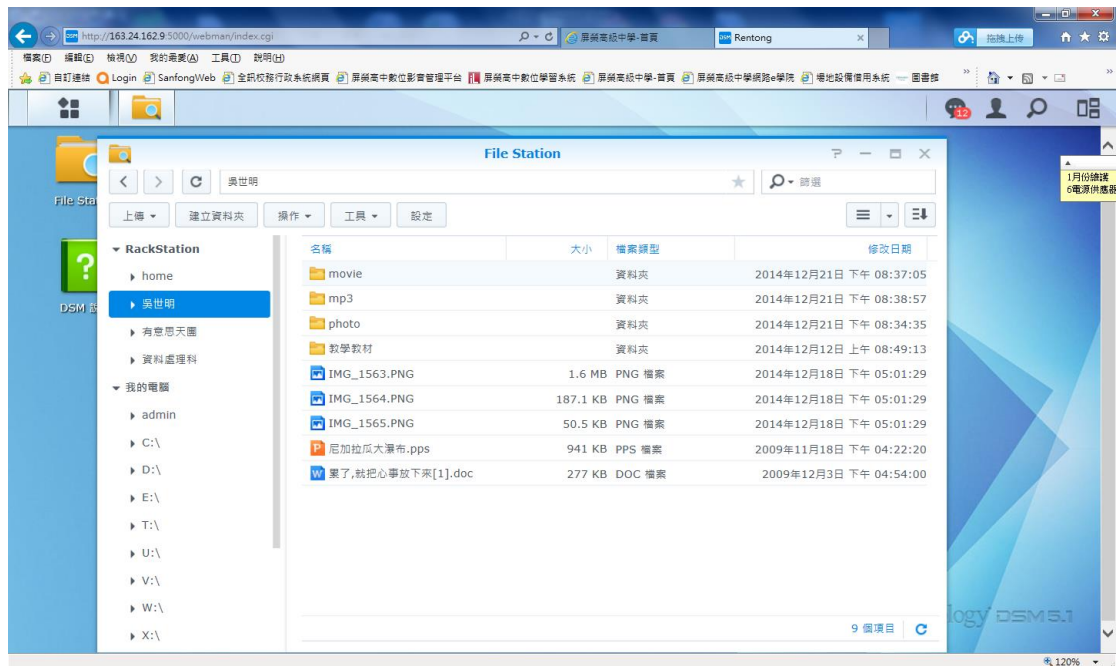 http://163.24.162.9:5000/webman/index.cgi
屏榮高級中學-首頁
Rentong
拖拽上传
檔案(F) 編輯(E) 檢視(V) 我的最愛(A) 工具(T) 說明(H)
自訂連結 Login SanfongWeb 全訊校務行政系統網頁 屏榮高中數位影音管理平台 屏榮高中數位學習系統 屏榮高級中學-首頁 屏榮高級中學網路e學院 場地設備借用系統 圖書館
12
File Station
1月份維護
6電源供應器
吳世明
篩選
File Sta
上傳 建立資料夾 操作 工具 設定
RackStation
名稱 大小 檔案類型 修改日期
home
movie 資料夾 2014年12月21日 下午 08:37:05
吳世明
mp3 資料夾 2014年12月21日 下午 08:38:57
DSM 說
photo 資料夾 2014年12月21日 下午 08:34:35
有意思天團
教學教材 資料夾 2014年12月12日 上午 08:49:13
資料處理科
IMG_1563.PNG 1.6 MB PNG 檔案 2014年12月18日 下午 05:01:29
我的電腦
IMG_1564.PNG 187.1 KB PNG 檔案 2014年12月18日 下午 05:01:29
admin
IMG_1565.PNG 50.5 KB PNG 檔案 2014年12月18日 下午 05:01:29
C:\
尼加拉瓜大瀑布.pps 941 KB PPS 檔案 2009年11月18日 下午 04:22:20
D:\
累了,就把心事放下來[1].doc 277 KB DOC 檔案 2009年12月3日 下午 04:54:00
E:\
T:\
U:\
V:\
W:\
logy DSM 5.1
9 個項目
X:\
120%